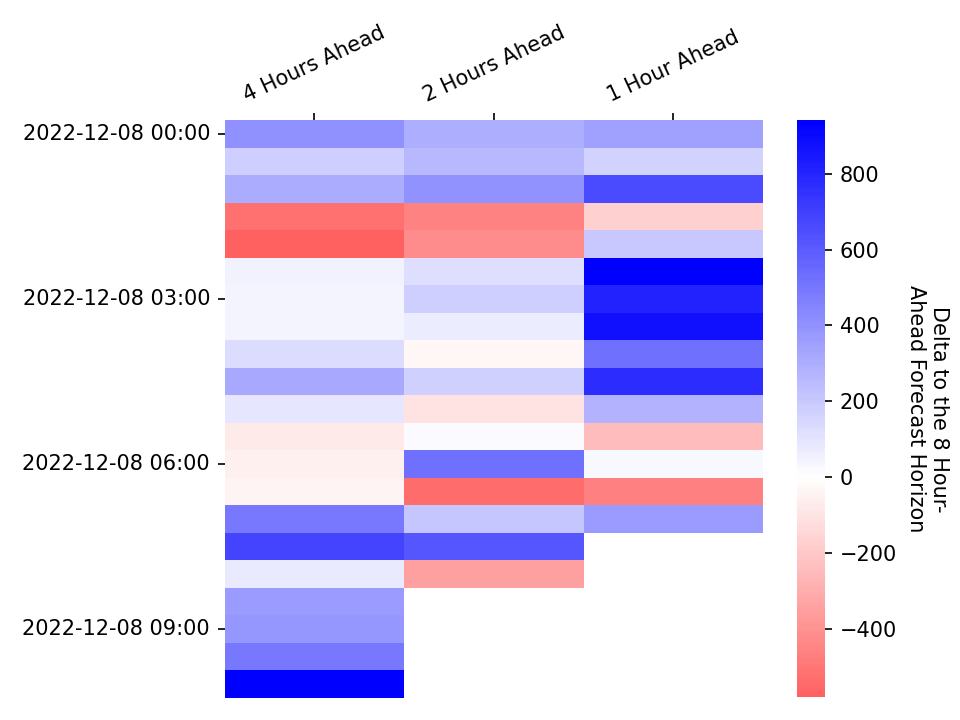 4 Hours Ahead
2 Hours Ahead
1 Hour Ahead
2022-12-08 00:00
2022-12-08 03:00
2022-12-08 06:00
2022-12-08 09:00
800
600
400
200
0
−200
−400
Delta to the 8 Hour-
Ahead Forecast Horizon